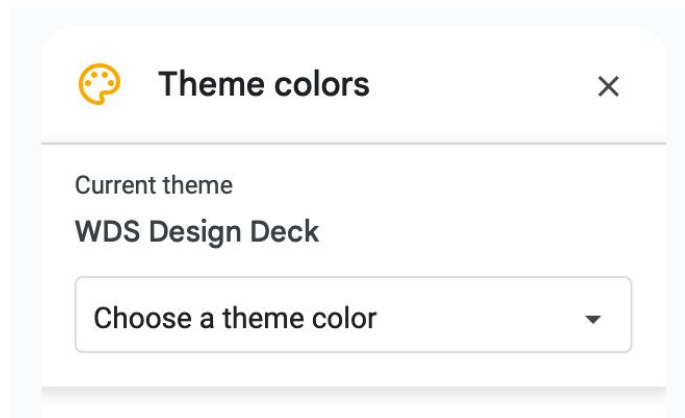 Theme colors
Current theme
WDS Design Deck
Choose a theme color